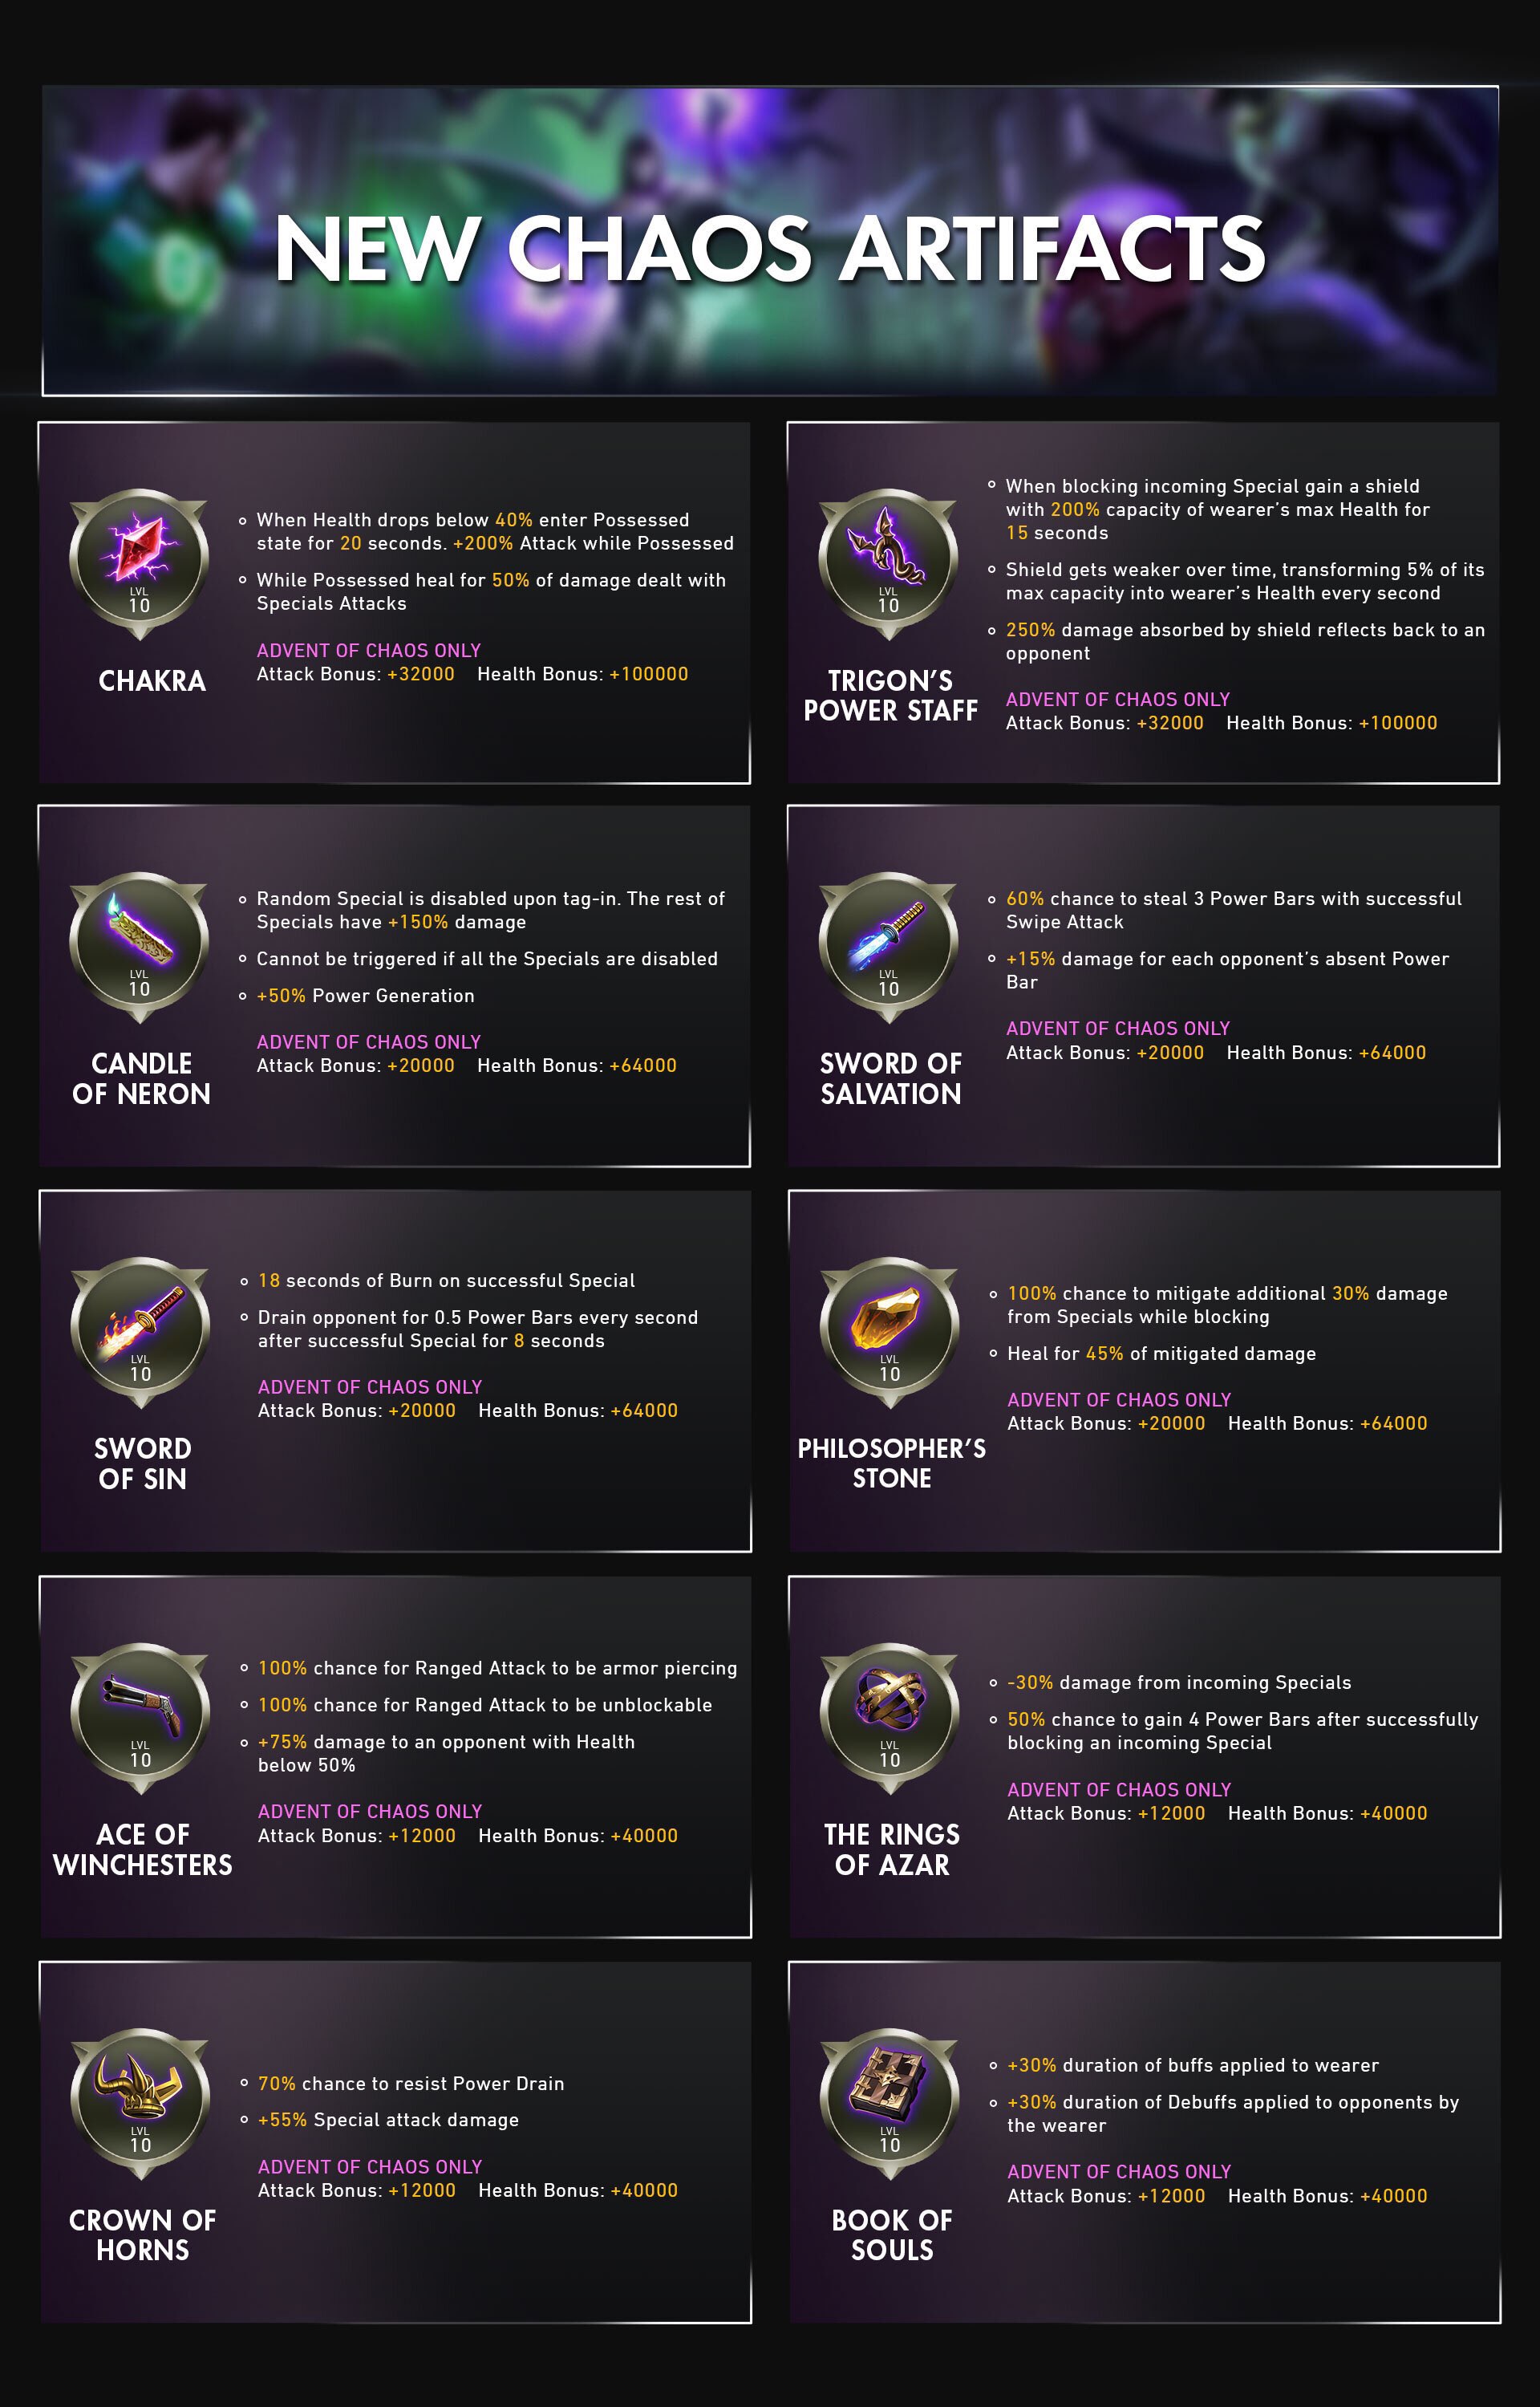 NEW CHAOS ARTIFACTS
LVL
10
CHAKRA
When Health drops below 40% enter Possessed
state for 20 seconds. +200% Attack while Possessed
While Possessed heal for 50% of damage dealt with
Specials Attacks
ADVENT OF CHAOS ONLY
Attack Bonus: +32000 Health Bonus: +100000
LVL
10
TRIGON'S
POWER STAFF
When blocking incoming Special gain a shield
with 200% capacity of wearer's max Health for
15 seconds
Shield gets weaker over time, transforming 5% of its
max capacity into wearer's Health every second
250% damage absorbed by shield reflects back to an
opponent
ADVENT OF CHAOS ONLY
Attack Bonus: +32000 Health Bonus: +100000
LVL
10
CANDLE
OF NERON
Random Special is disabled upon tag-in. The rest of
Specials have +150% damage
Cannot be triggered if all the Specials are disabled
+50% Power Generation
ADVENT OF CHAOS ONLY
Attack Bonus: +20000 Health Bonus: +64000
LVL
10
SWORD OF
SALVATION
60% chance to steal 3 Power Bars with successful
Swipe Attack
+15% damage for each opponent's absent Power
Bar
ADVENT OF CHAOS ONLY
Attack Bonus: +20000 Health Bonus: +64000
LVL
10
SWORD
OF SIN
18 seconds of Burn on successful Special
Drain opponent for 0.5 Power Bars every second
after successful Special for 8 seconds
ADVENT OF CHAOS ONLY
Attack Bonus: +20000 Health Bonus: +64000
LVL
10
PHILOSOPHER'S
STONE
100% chance to mitigate additional 30% damage
from Specials while blocking
Heal for 45% of mitigated damage
ADVENT OF CHAOS ONLY
Attack Bonus: +20000 Health Bonus: +64000
LVL
10
ACE OF
WINCHESTERS
100% chance for Ranged Attack to be armor piercing
100% chance for Ranged Attack to be unblockable
+75% damage to an opponent with Health
below 50%
ADVENT OF CHAOS ONLY
Attack Bonus: +12000 Health Bonus: +40000
LVL
10
THE RINGS
OF AZAR
-30% damage from incoming Specials
50% chance to gain 4 Power Bars after successfully
blocking an incoming Special
ADVENT OF CHAOS ONLY
Attack Bonus: +12000 Health Bonus: +40000
LVL
10
CROWN OF
HORNS
70% chance to resist Power Drain
+55% Special attack damage
ADVENT OF CHAOS ONLY
Attack Bonus: +12000 Health Bonus: +40000
LVL
10
BOOK OF
SOULS
+30% duration of buffs applied to wearer
+30% duration of Debuffs applied to opponents by
the wearer
ADVENT OF CHAOS ONLY
Attack Bonus: +12000 Health Bonus: +40000